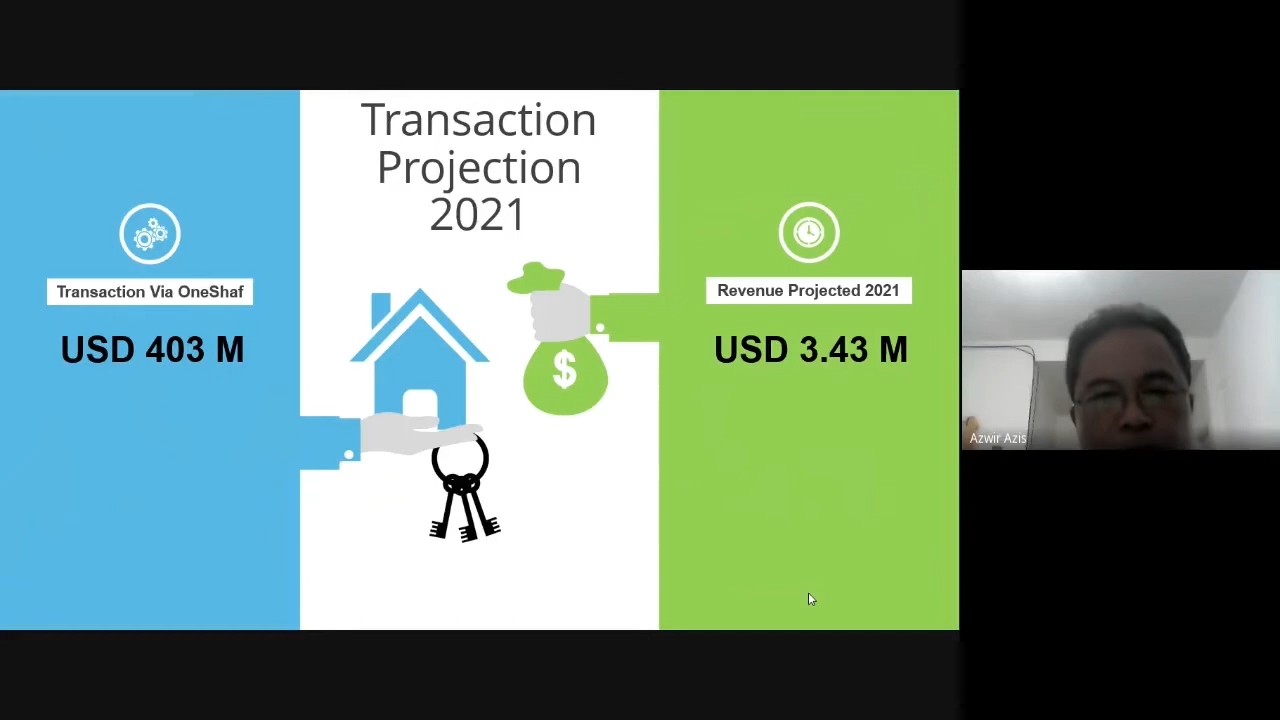 Transaction
Projection
2021
Transaction Via OneShaf
USD 403 M
$
Revenue Projected 2021
USD 3.43 M
Azwir Azis